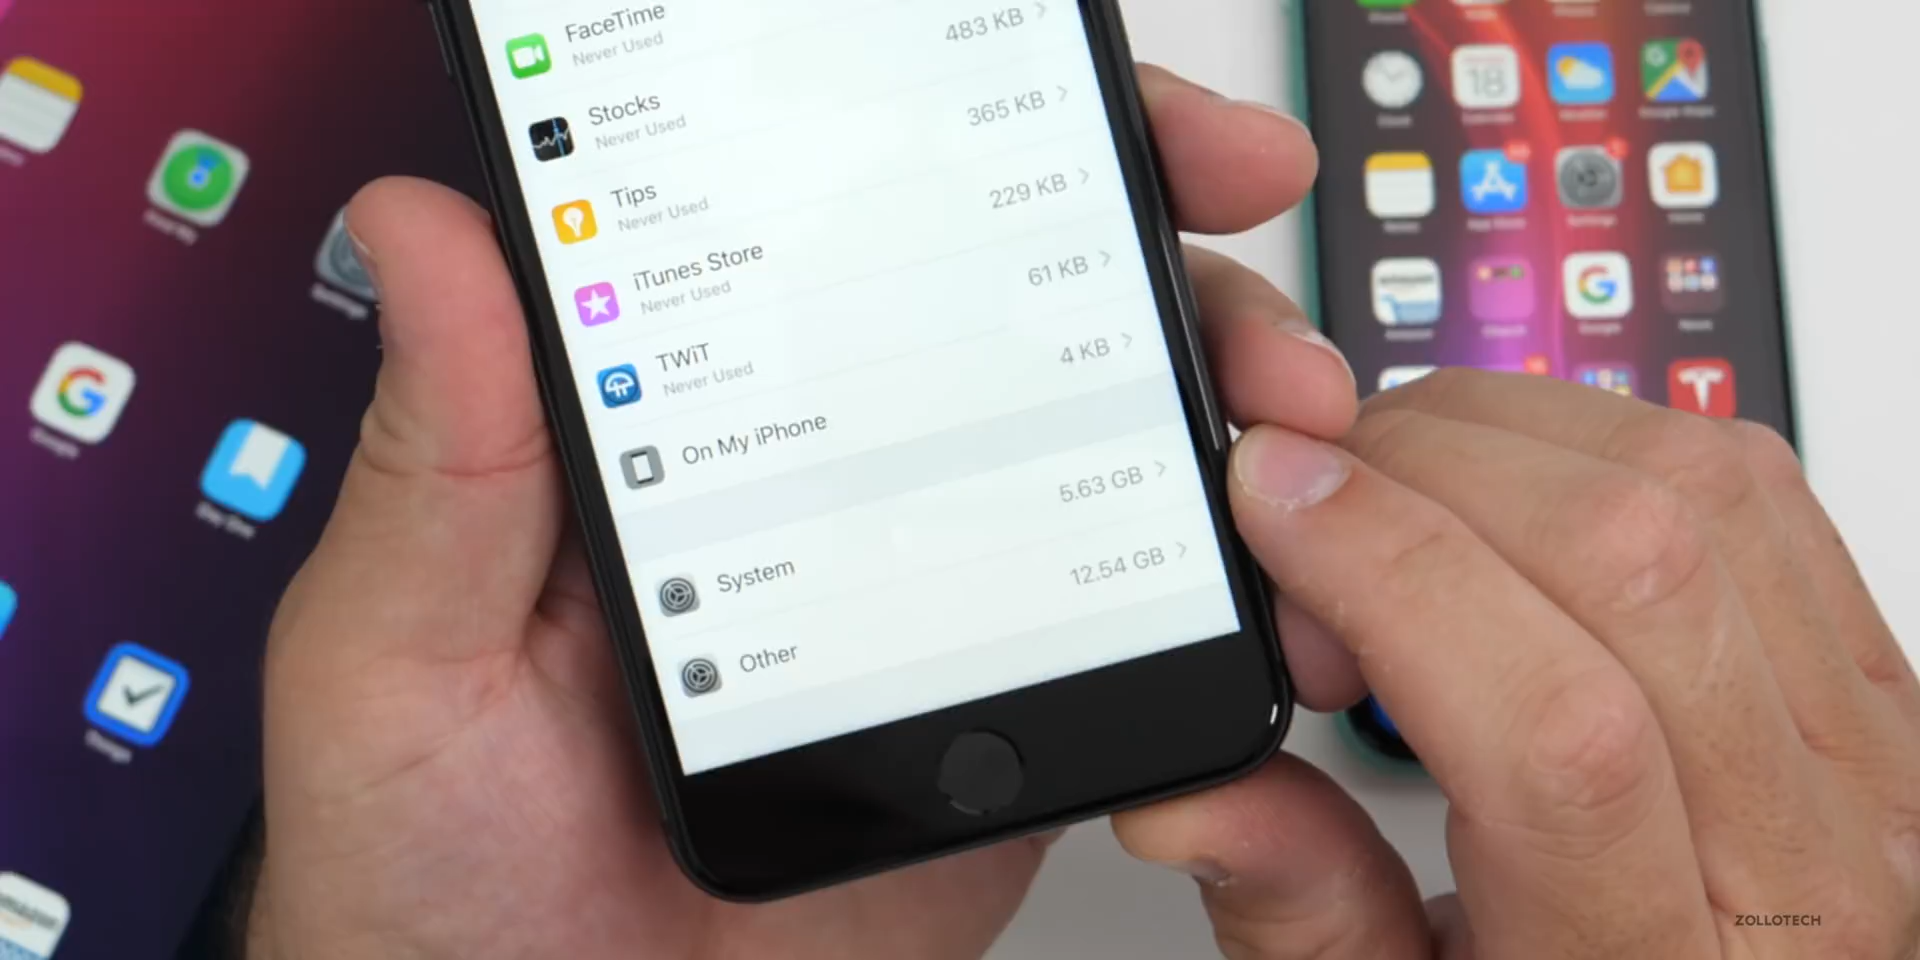 FaceTime
Never Used
483 KB
Stocks
Never Used
365 KB
Tips
Never Used
229 KB
iTunes Store
Never Used
61 KB
TWiT
Never Used
4 KB
On My iPhone
System
5.63 GB
Other
12.54 GB
18
Google
ZOLLOTECH